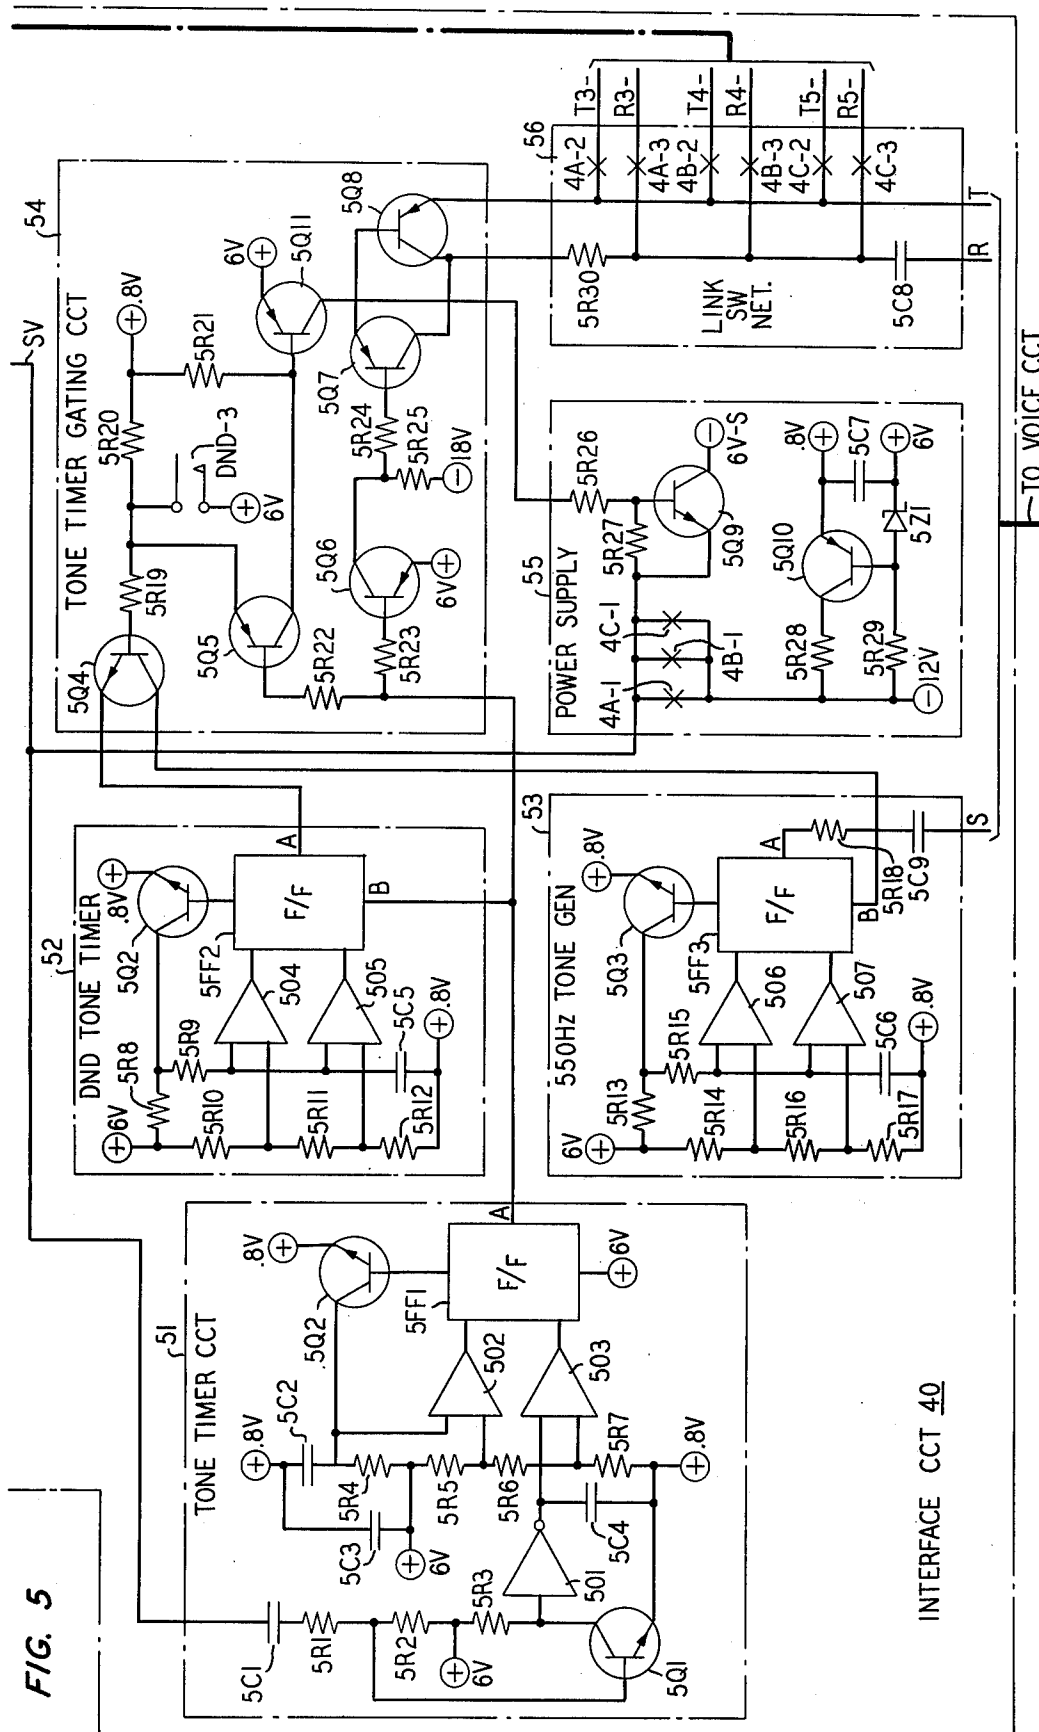 FIG. 5
SV
54
TONE TIMER GATING CCT
5Q4
5R19
5R20
.8V
5R21
6V
5Q11
5Q8
DND-3
6V
5Q5
5R22
5Q7
5R24
5R25
18V
5Q6
6V
5R23
56
T3-
R3-
T4-
R4-
T5-
R5-
4A-2
4A-3
4B-2
4B-3
4C-2
4C-3
5R30
LINK
SW
NET.
5C8
T
R
TO VOICE CCT
55
POWER SUPPLY
4A-1
4C-1
4B-1
5R27
5R26
5Q9
6V-S
5Q10
5R28
5R29
.8V
5C7
6V
5Z1
12V
52
DND TONE TIMER
5R8
6V
5Q2
.8V
.8V
5R9
5R10
5R11
5R12
5FF2
F/F
A
B
504
505
5C5
.8V
53
550Hz TONE GEN
6V
5R13
5Q3
.8V
5R15
5R14
5R16
5R17
5FF3
F/F
A
B
506
507
5C6
.8V
5R18
5C9
S
51
TONE TIMER CCT
.8V
5C2
5Q2
.8V
5R4
5C3
6V
5R5
5R6
5R7
5FF1
F/F
A
6V
502
503
5C4
.8V
5C1
5R1
5R2
6V
5R3
501
5Q1
INTERFACE CCT 40